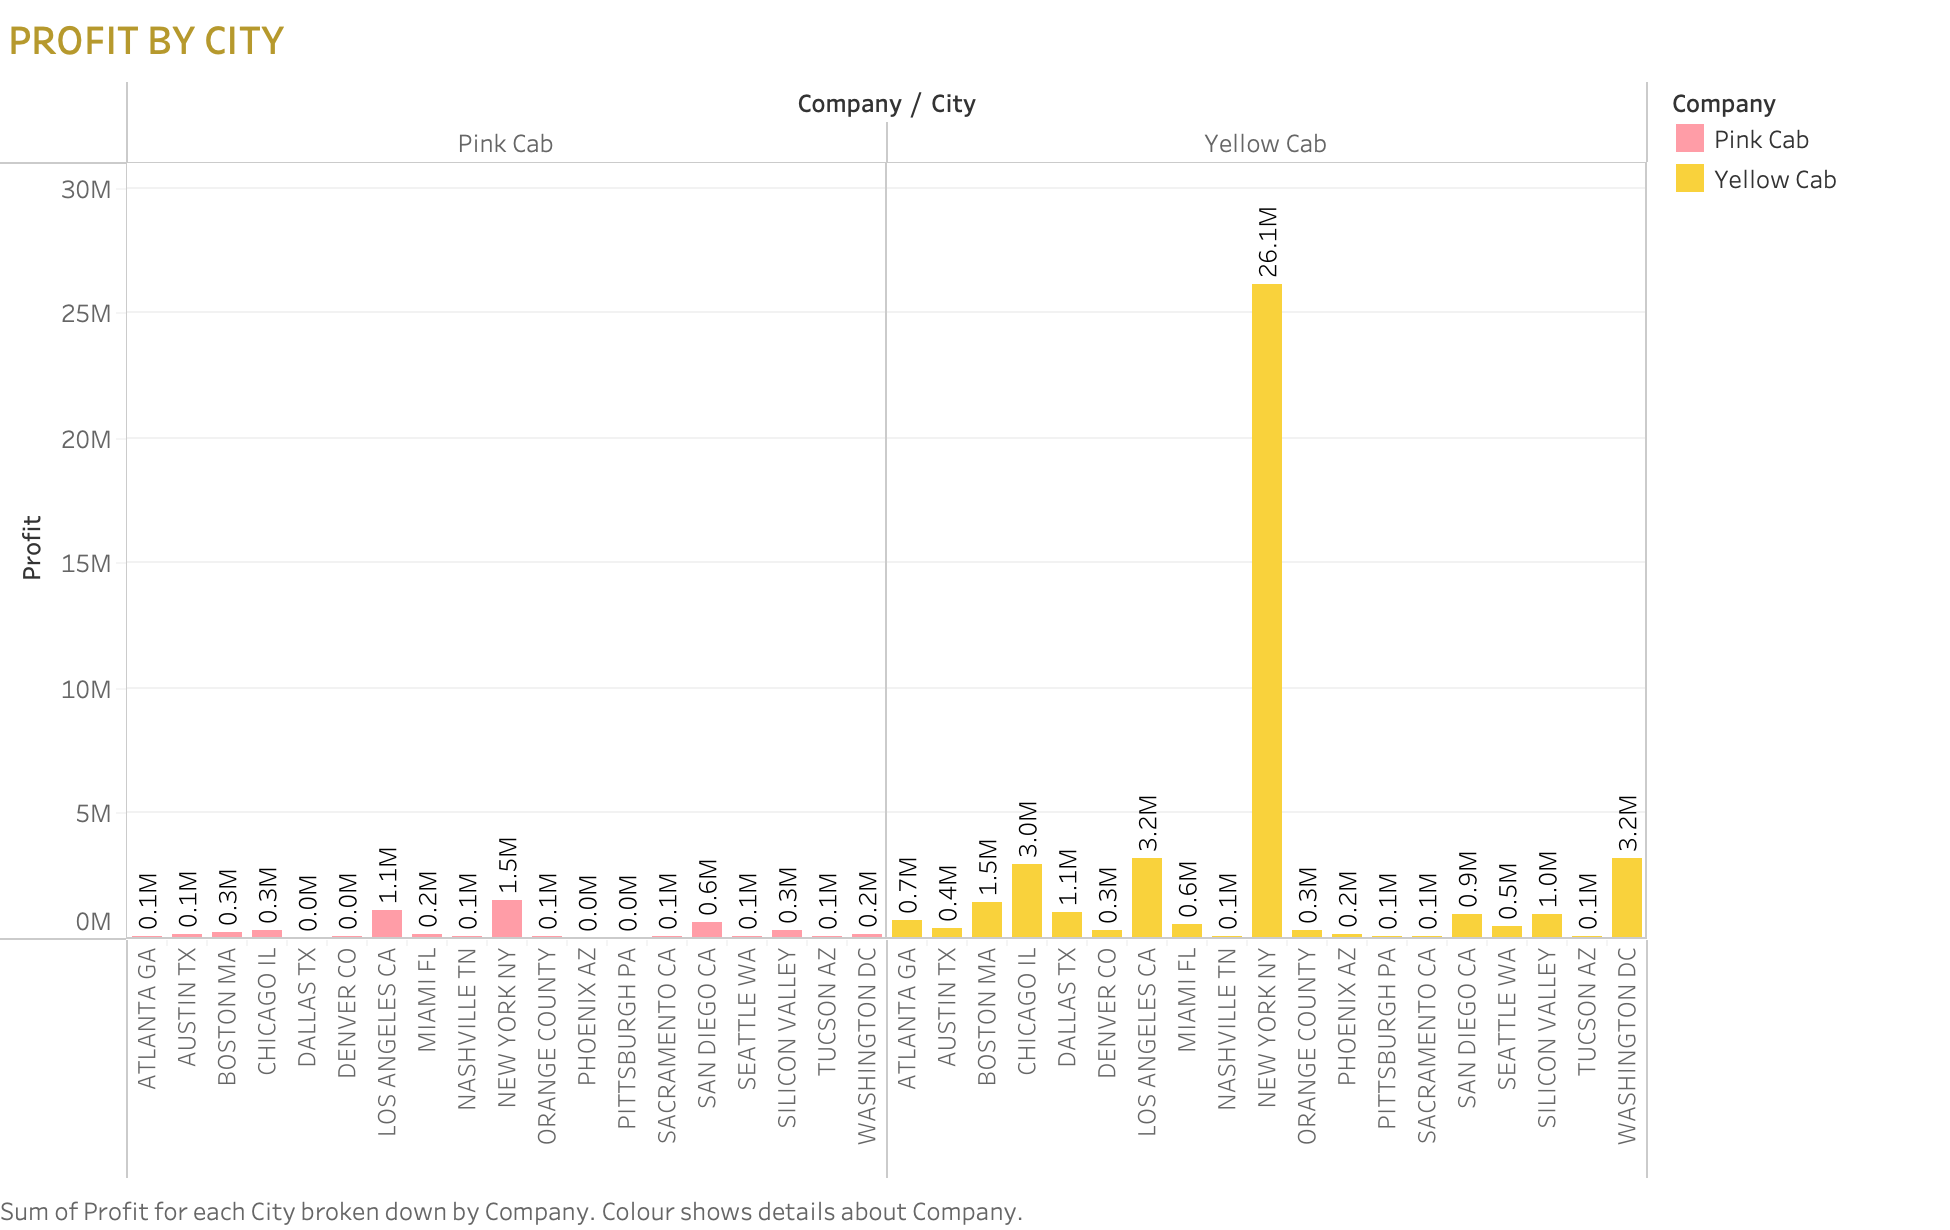 PROFIT BY CITY
Company / City
Company
Pink Cab
Yellow Cab
Pink Cab
Yellow Cab
Profit
30M
25M
20M
15M
10M
5M
0M
0.1M
0.1M
0.3M
0.3M
0.0M
0.0M
1.1M
0.2M
0.1M
1.5M
0.1M
0.0M
0.0M
0.1M
0.6M
0.1M
0.3M
0.1M
0.2M
0.7M
0.4M
1.5M
3.0M
1.1M
0.3M
3.2M
0.6M
0.1M
26.1M
0.3M
0.2M
0.1M
0.1M
0.9M
0.5M
1.0M
0.1M
3.2M
ATLANTA GA
AUSTIN TX
BOSTON MA
CHICAGO IL
DALLAS TX
DENVER CO
LOS ANGELES CA
MIAMI FL
NASHVILLE TN
NEW YORK NY
ORANGE COUNTY
PHOENIX AZ
PITTSBURGH PA
SACRAMENTO CA
SAN DIEGO CA
SEATTLE WA
SILICON VALLEY
TUCSON AZ
WASHINGTON DC
ATLANTA GA
AUSTIN TX
BOSTON MA
CHICAGO IL
DALLAS TX
DENVER CO
LOS ANGELES CA
MIAMI FL
NASHVILLE TN
NEW YORK NY
ORANGE COUNTY
PHOENIX AZ
PITTSBURGH PA
SACRAMENTO CA
SAN DIEGO CA
SEATTLE WA
SILICON VALLEY
TUCSON AZ
WASHINGTON DC
Sum of Profit for each City broken down by Company. Colour shows details about Company.